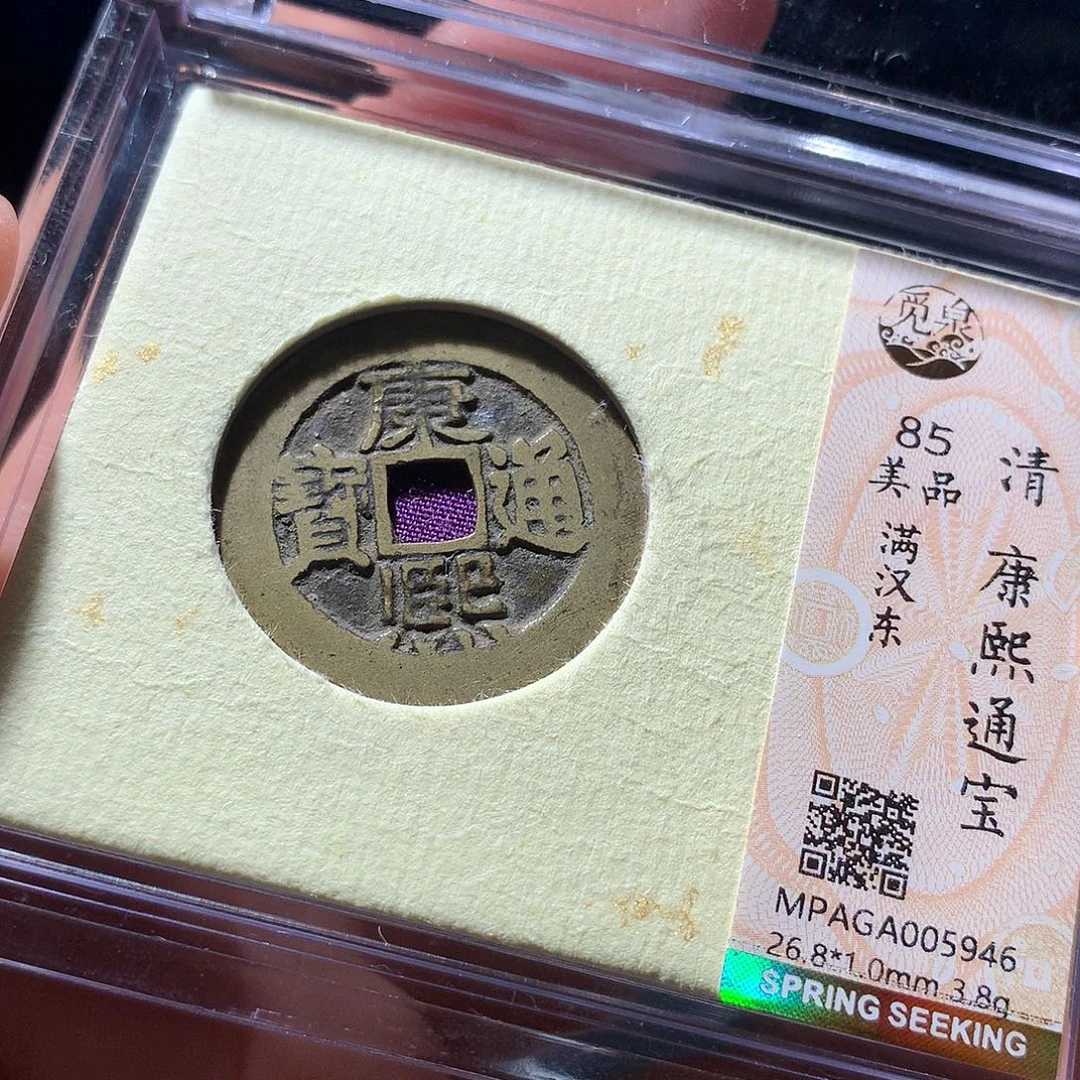 康熙通寶
觅泉
清康熙通宝
85
美品
满汉东
MPAGA005946
26.8*1.0mm 3.8g
SPRING SEEKING